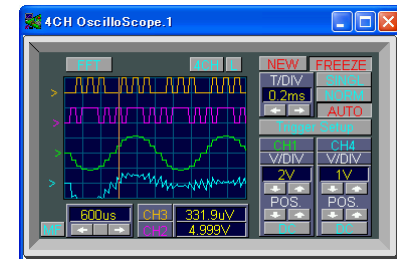 4CH OscilloScope.1
FFT 4CH NEW FREEZE
T/DIV SINGL
0.2ms NORM
AUTO
Trigger Setup
CH1 CH4
V/DIV V/DIV
2V 1V
POS. POS.
DC DC
600us CH3 331.9uV
CH2 4.999V